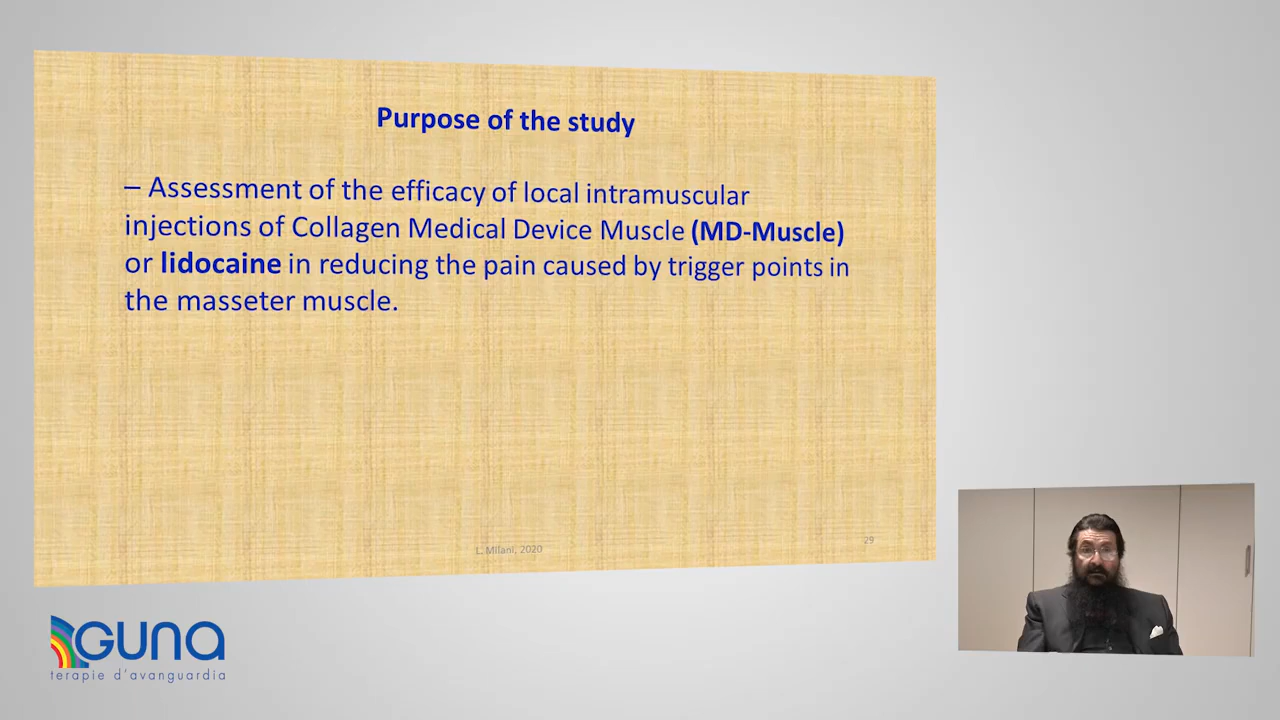 Purpose of the study
– Assessment of the efficacy of local intramuscular
injections of Collagen Medical Device Muscle (MD-Muscle)
or lidocaine in reducing the pain caused by trigger points in
the masseter muscle.
L. Milani, 2020
29
GUNA
terapie d'avanguardia